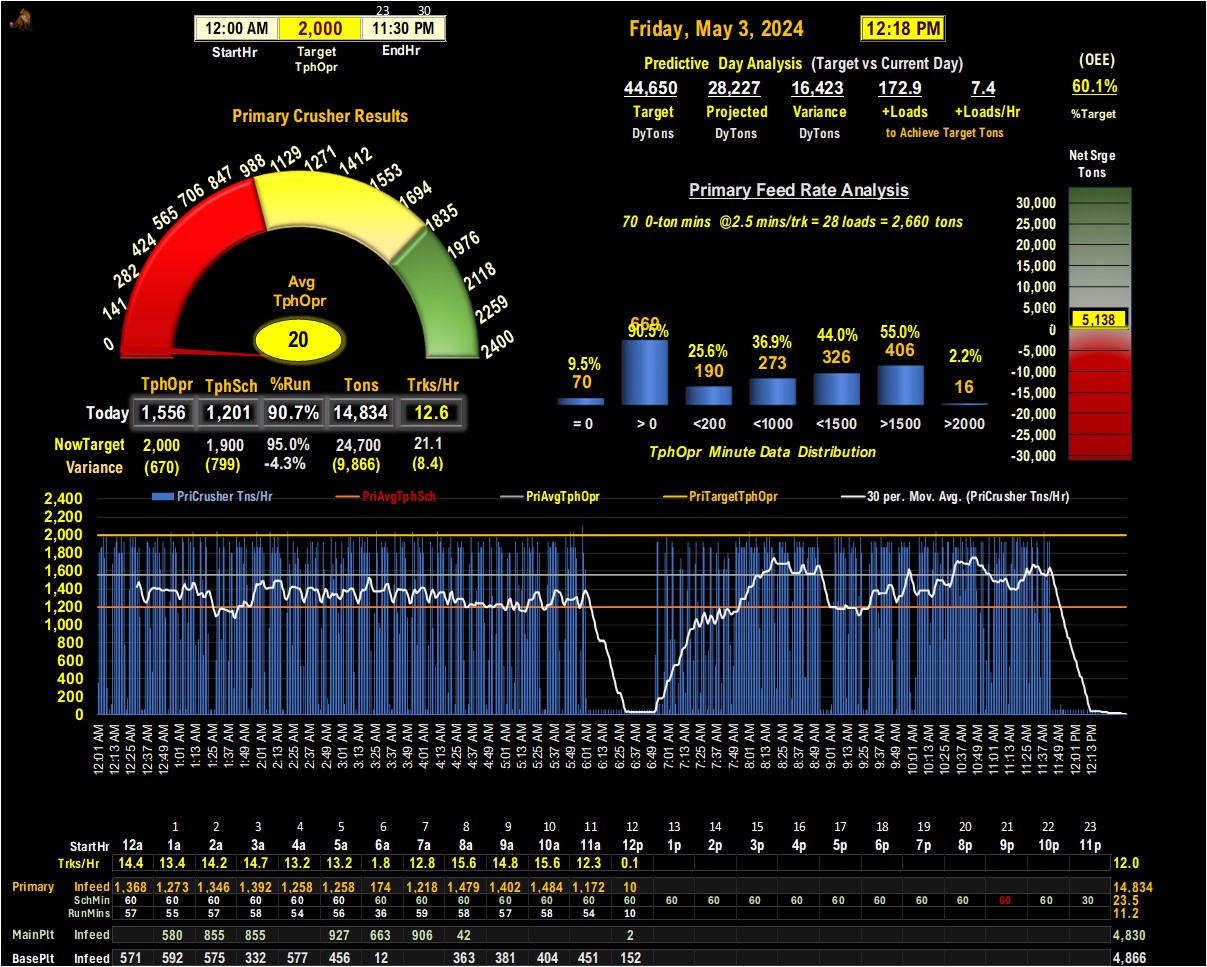 23 30
12:00 AM 2,000 11:30 PM
StartHr Target EndHr
TphOpr
Friday, May 3, 2024 12:18 PM
Predictive Day Analysis (Target vs Current Day)
44,650 28,227 16,423 172.9 7.4
Target Projected Variance +Loads +Loads/Hr
DyTons DyTons DyTons to Achieve Target Tons
(OEE)
60.1%
%Target
Primary Crusher Results
0 141 282 424 565 706 847 988 1129 1271 1412 1553 1694 1835 1976 2118 2259 2400
Avg
TphOpr
20
TphOpr TphSch %Run Tons Trks/Hr
Today 1,556 1,201 90.7% 14,834 12.6
NowTarget 2,000 1,900 95.0% 24,700 21.1
Variance (670) (799) -4.3% (9,866) (8.4)
Primary Feed Rate Analysis
70 0-ton mins @2.5 mins/trk = 28 loads = 2,660 tons
9.5% 90.5% 25.6% 36.9% 44.0% 55.0% 2.2%
70 669 190 273 326 406 16
= 0 > 0 <200 <1000 <1500 >1500 >2000
TphOpr Minute Data Distribution
Net Srge
Tons
30,000
25,000
20,000
15,000
10,000
5,000
5,138
0
-5,000
-10,000
-15,000
-20,000
-25,000
-30,000
PriCrusher Tns/Hr PriAvgTphSch PriAvgTphOpr PriTargetTphOpr 30 per. Mov. Avg. (PriCrusher Tns/Hr)
2,400
2,200
2,000
1,800
1,600
1,400
1,200
1,000
800
600
400
200
0
12:01 AM 12:13 AM 12:25 AM 12:37 AM 12:49 AM 1:01 AM 1:13 AM 1:25 AM 1:37 AM 1:49 AM 2:01 AM 2:13 AM 2:25 AM 2:37 AM 2:49 AM 3:01 AM 3:13 AM 3:25 AM 3:37 AM 3:49 AM 4:01 AM 4:13 AM 4:25 AM 4:37 AM 4:49 AM 5:01 AM 5:13 AM 5:25 AM 5:37 AM 5:49 AM 6:01 AM 6:13 AM 6:25 AM 6:37 AM 6:49 AM 7:01 AM 7:13 AM 7:25 AM 7:37 AM 7:49 AM 8:01 AM 8:13 AM 8:25 AM 8:37 AM 8:49 AM 9:01 AM 9:13 AM 9:25 AM 9:37 AM 9:49 AM 10:01 AM 10:13 AM 10:25 AM 10:37 AM 10:49 AM 11:01 AM 11:13 AM 11:25 AM 11:37 AM 11:49 AM 12:01 PM 12:13 PM
1 2 3 4 5 6 7 8 9 10 11 12 13 14 15 16 17 18 19 20 21 22 23
StartHr 12a 1a 2a 3a 4a 5a 6a 7a 8a 9a 10a 11a 12p 1p 2p 3p 4p 5p 6p 7p 8p 9p 10p 11p
Trks/Hr 14.4 13.4 14.2 14.7 13.2 13.2 1.8 12.8 15.6 14.8 15.6 12.3 0.1 12.0
Primary Infeed 1,368 1,273 1,346 1,392 1,258 1,258 174 1,218 1,479 1,402 1,484 1,172 10 14,834
SchMin 60 60 60 60 60 60 60 60 60 60 60 60 60 60 60 60 60 60 60 60 60 60 60 30 23.5
RunMins 57 55 57 58 54 56 36 59 58 57 58 54 10 11.2
MainPlt Infeed 580 855 855 927 663 906 42 2 4,830
BasePlt Infeed 571 592 575 332 577 456 12 363 381 404 451 152 4,866